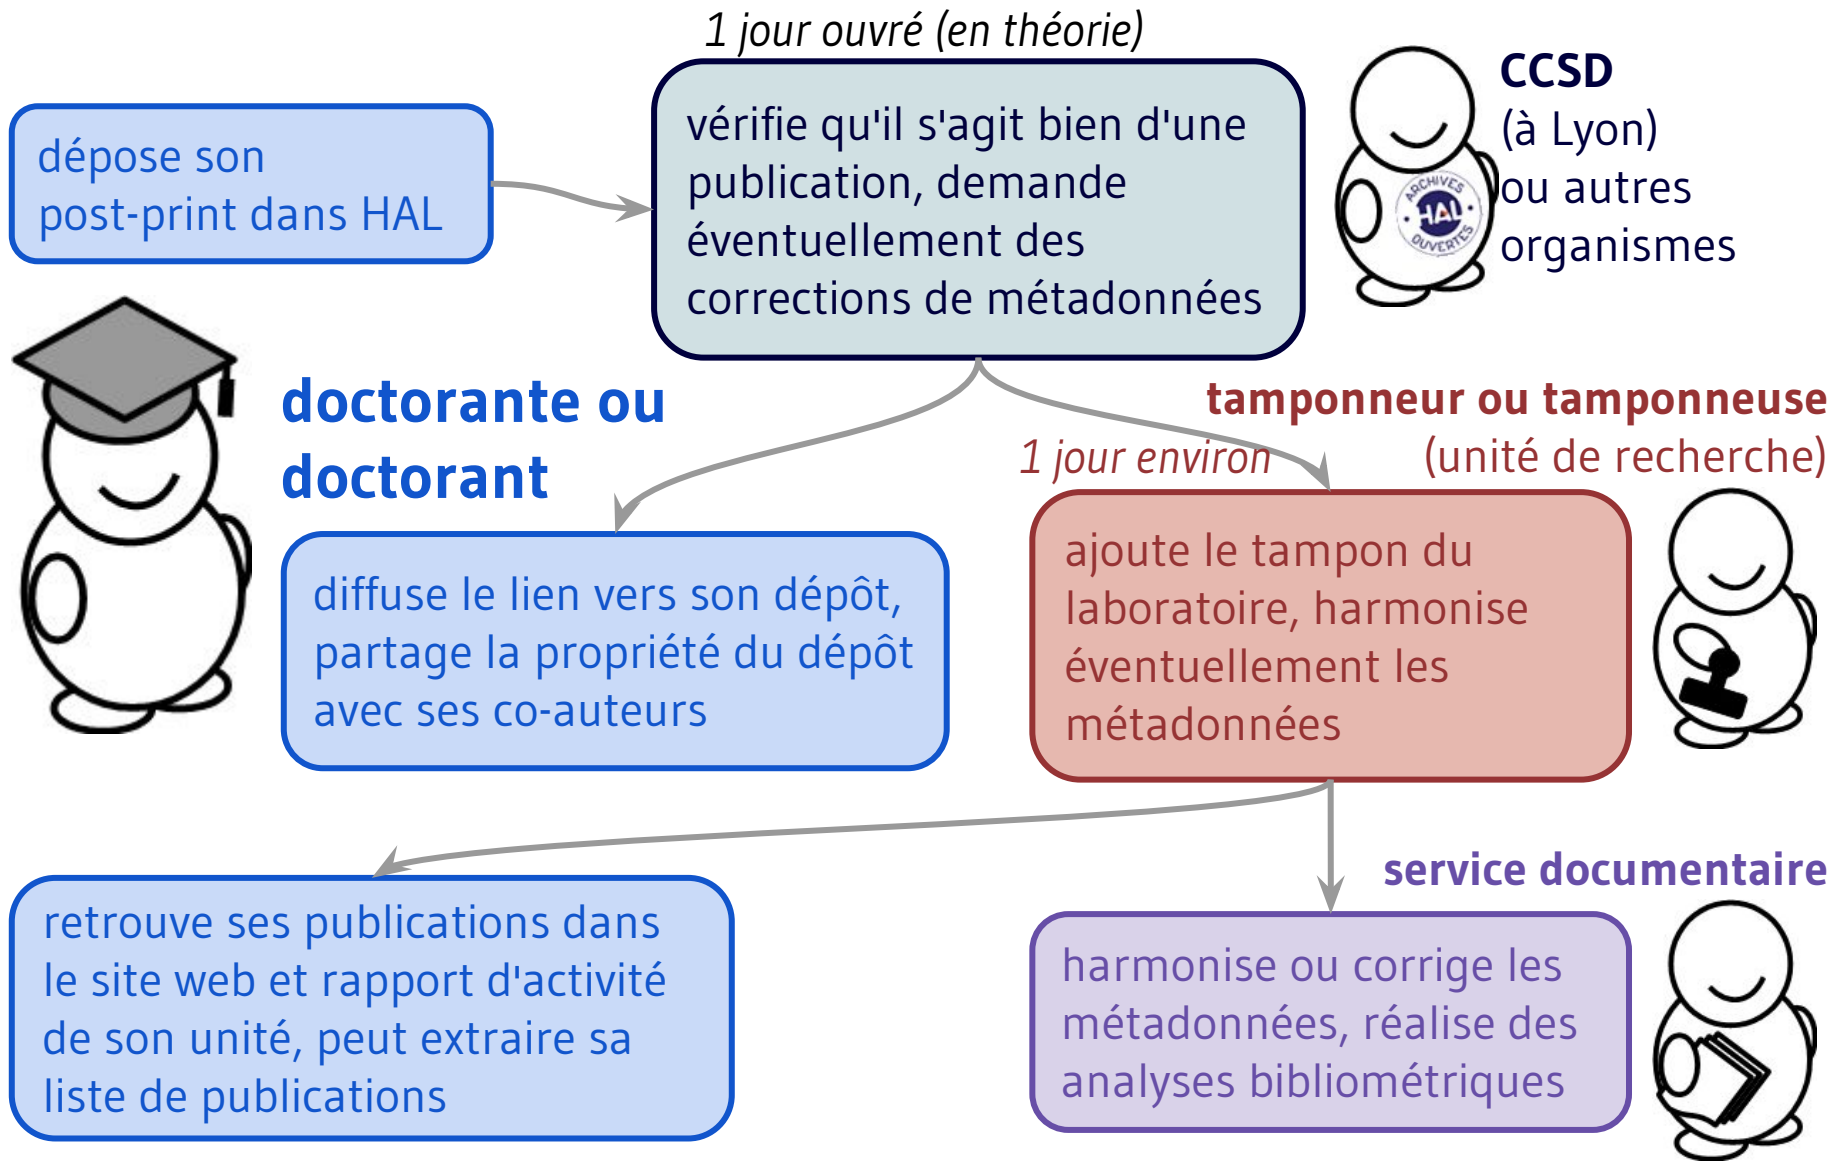 1 jour ouvré (en théorie)
dépose son
post-print dans HAL
vérifie qu'il s'agit bien d'une
publication, demande
éventuellement des
corrections de métadonnées
CCSD
(à Lyon)
ou autres
organismes
ARCHIVES
HAL
OUVERTES
doctorante ou
doctorant
tamponneur ou tamponneuse
(unité de recherche)
1 jour environ
diffuse le lien vers son dépôt,
partage la propriété du dépôt
avec ses co-auteurs
ajoute le tampon du
laboratoire, harmonise
éventuellement les
métadonnées
retrouve ses publications dans
le site web et rapport d'activité
de son unité, peut extraire sa
liste de publications
service documentaire
harmonise ou corrige les
métadonnées, réalise des
analyses bibliométriques